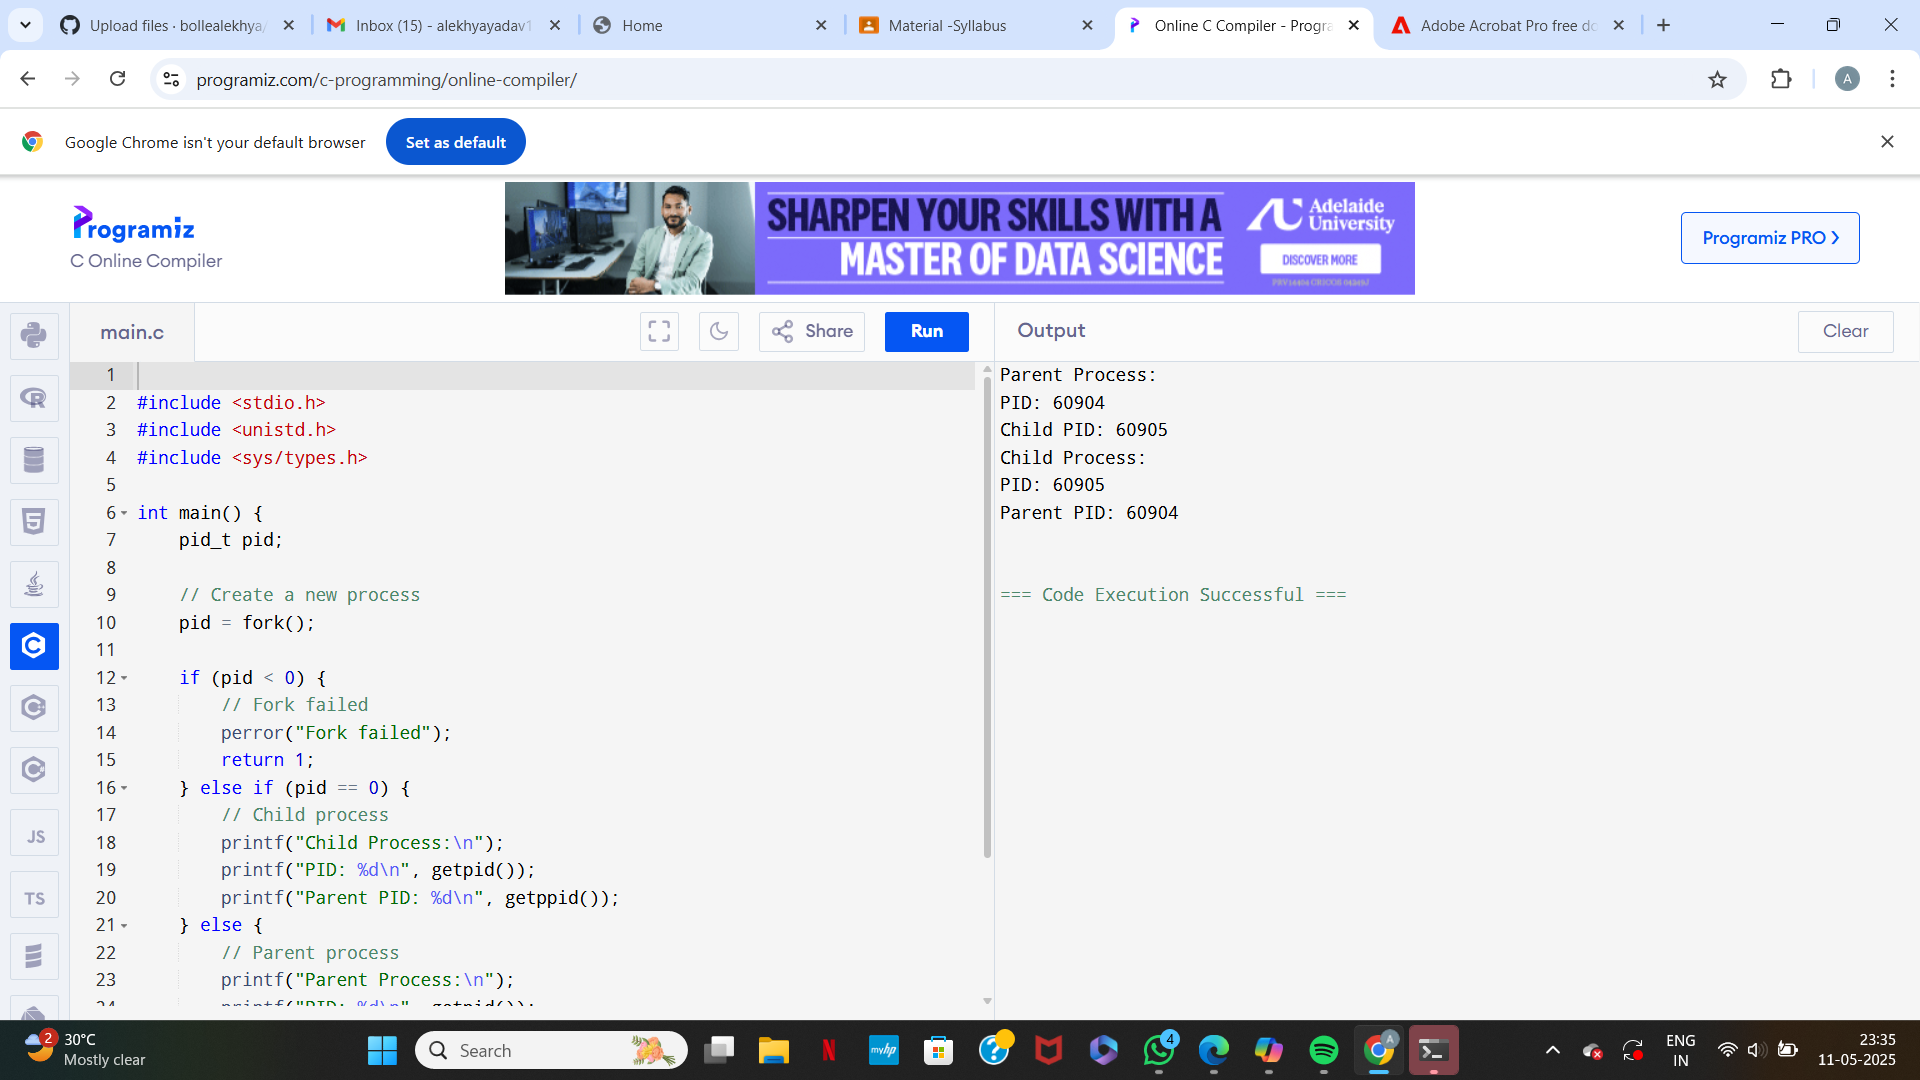 Upload files · bollealekhya/
Inbox (15) - alekhyayadav1
Home
Material -Syllabus
Online C Compiler - Progra
Adobe Acrobat Pro free do
programiz.com/c-programming/online-compiler/
A
Google Chrome isn't your default browser
Set as default
Programiz
C Online Compiler
SHARPEN YOUR SKILLS WITH A
MASTER OF DATA SCIENCE
Adelaide
University
DISCOVER MORE
Programiz PRO
main.c
Share
Run
Output
Clear
1
2 #include <stdio.h>
3 #include <unistd.h>
4 #include <sys/types.h>
5
6 int main() {
7 pid_t pid;
8
9 // Create a new process
10 pid = fork();
11
12 if (pid < 0) {
13 // Fork failed
14 perror("Fork failed");
15 return 1;
16 } else if (pid == 0) {
17 // Child process
18 printf("Child Process:\n");
19 printf("PID: %d\n", getpid());
20 printf("Parent PID: %d\n", getppid());
21 } else {
22 // Parent process
23 printf("Parent Process:\n");
24 printf("PID: %d\n", getpid());
Parent Process:
PID: 60904
Child PID: 60905
Child Process:
PID: 60905
Parent PID: 60904
=== Code Execution Successful ===
JS
TS
2
30°C
Mostly clear
Search
myhp
4
A
ENG
IN
23:35
11-05-2025